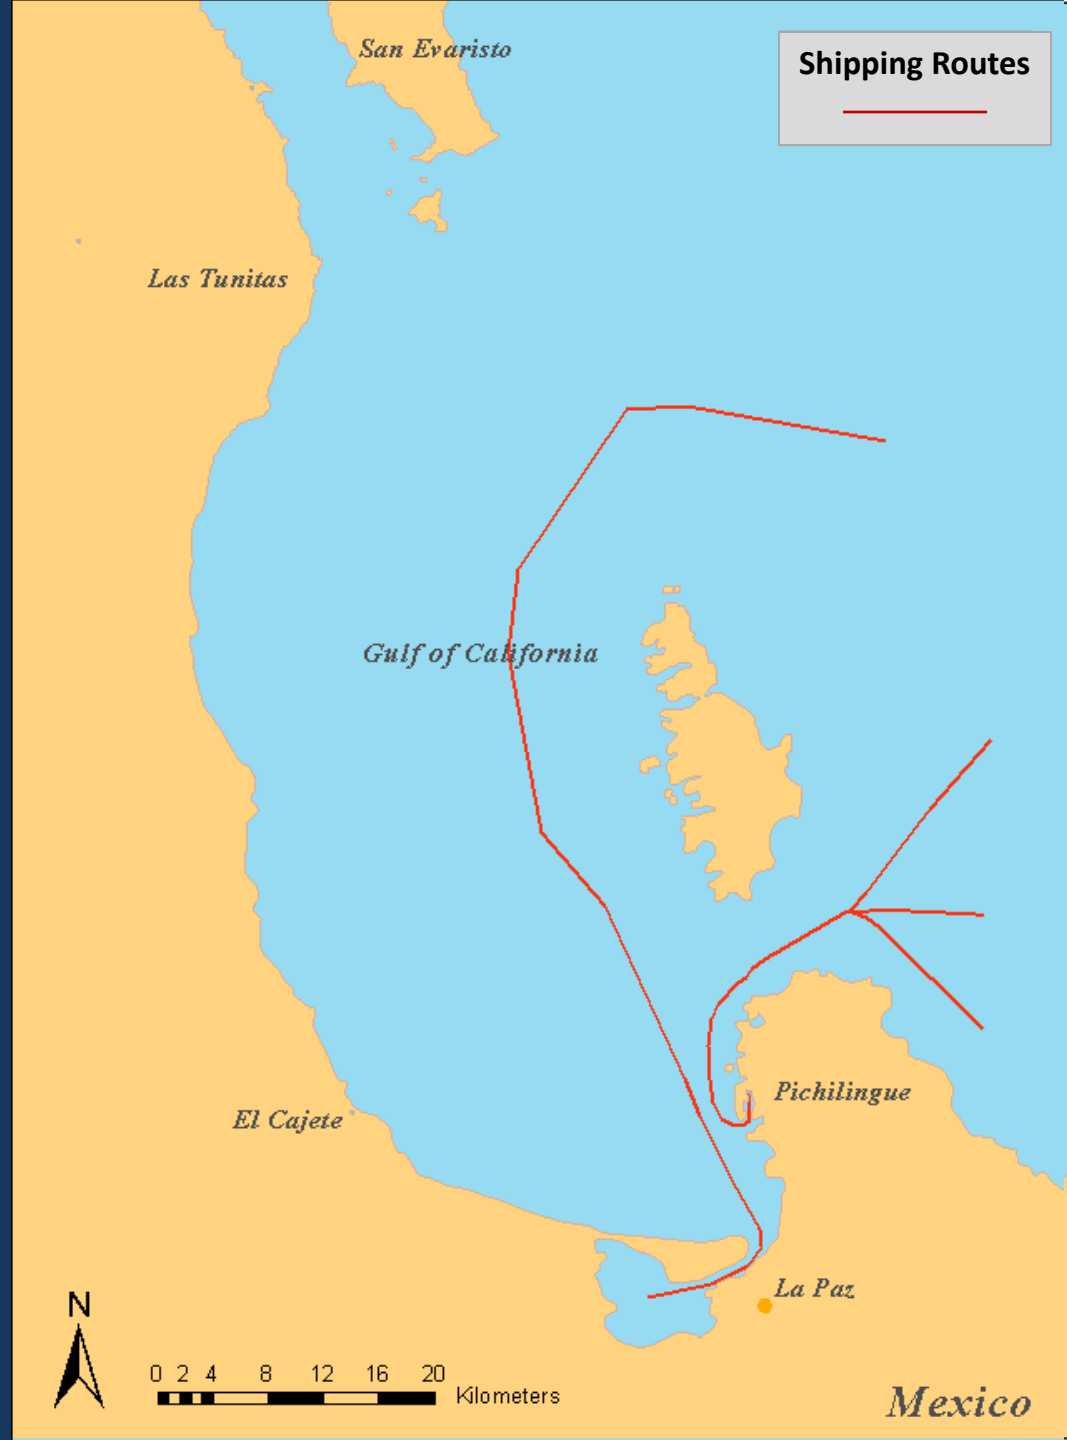 San Evaristo
Shipping Routes
Las Tunitas
Gulf of California
Pichilingue
El Cajete
La Paz
N
0 2 4 8 12 16 20
Kilometers
Mexico